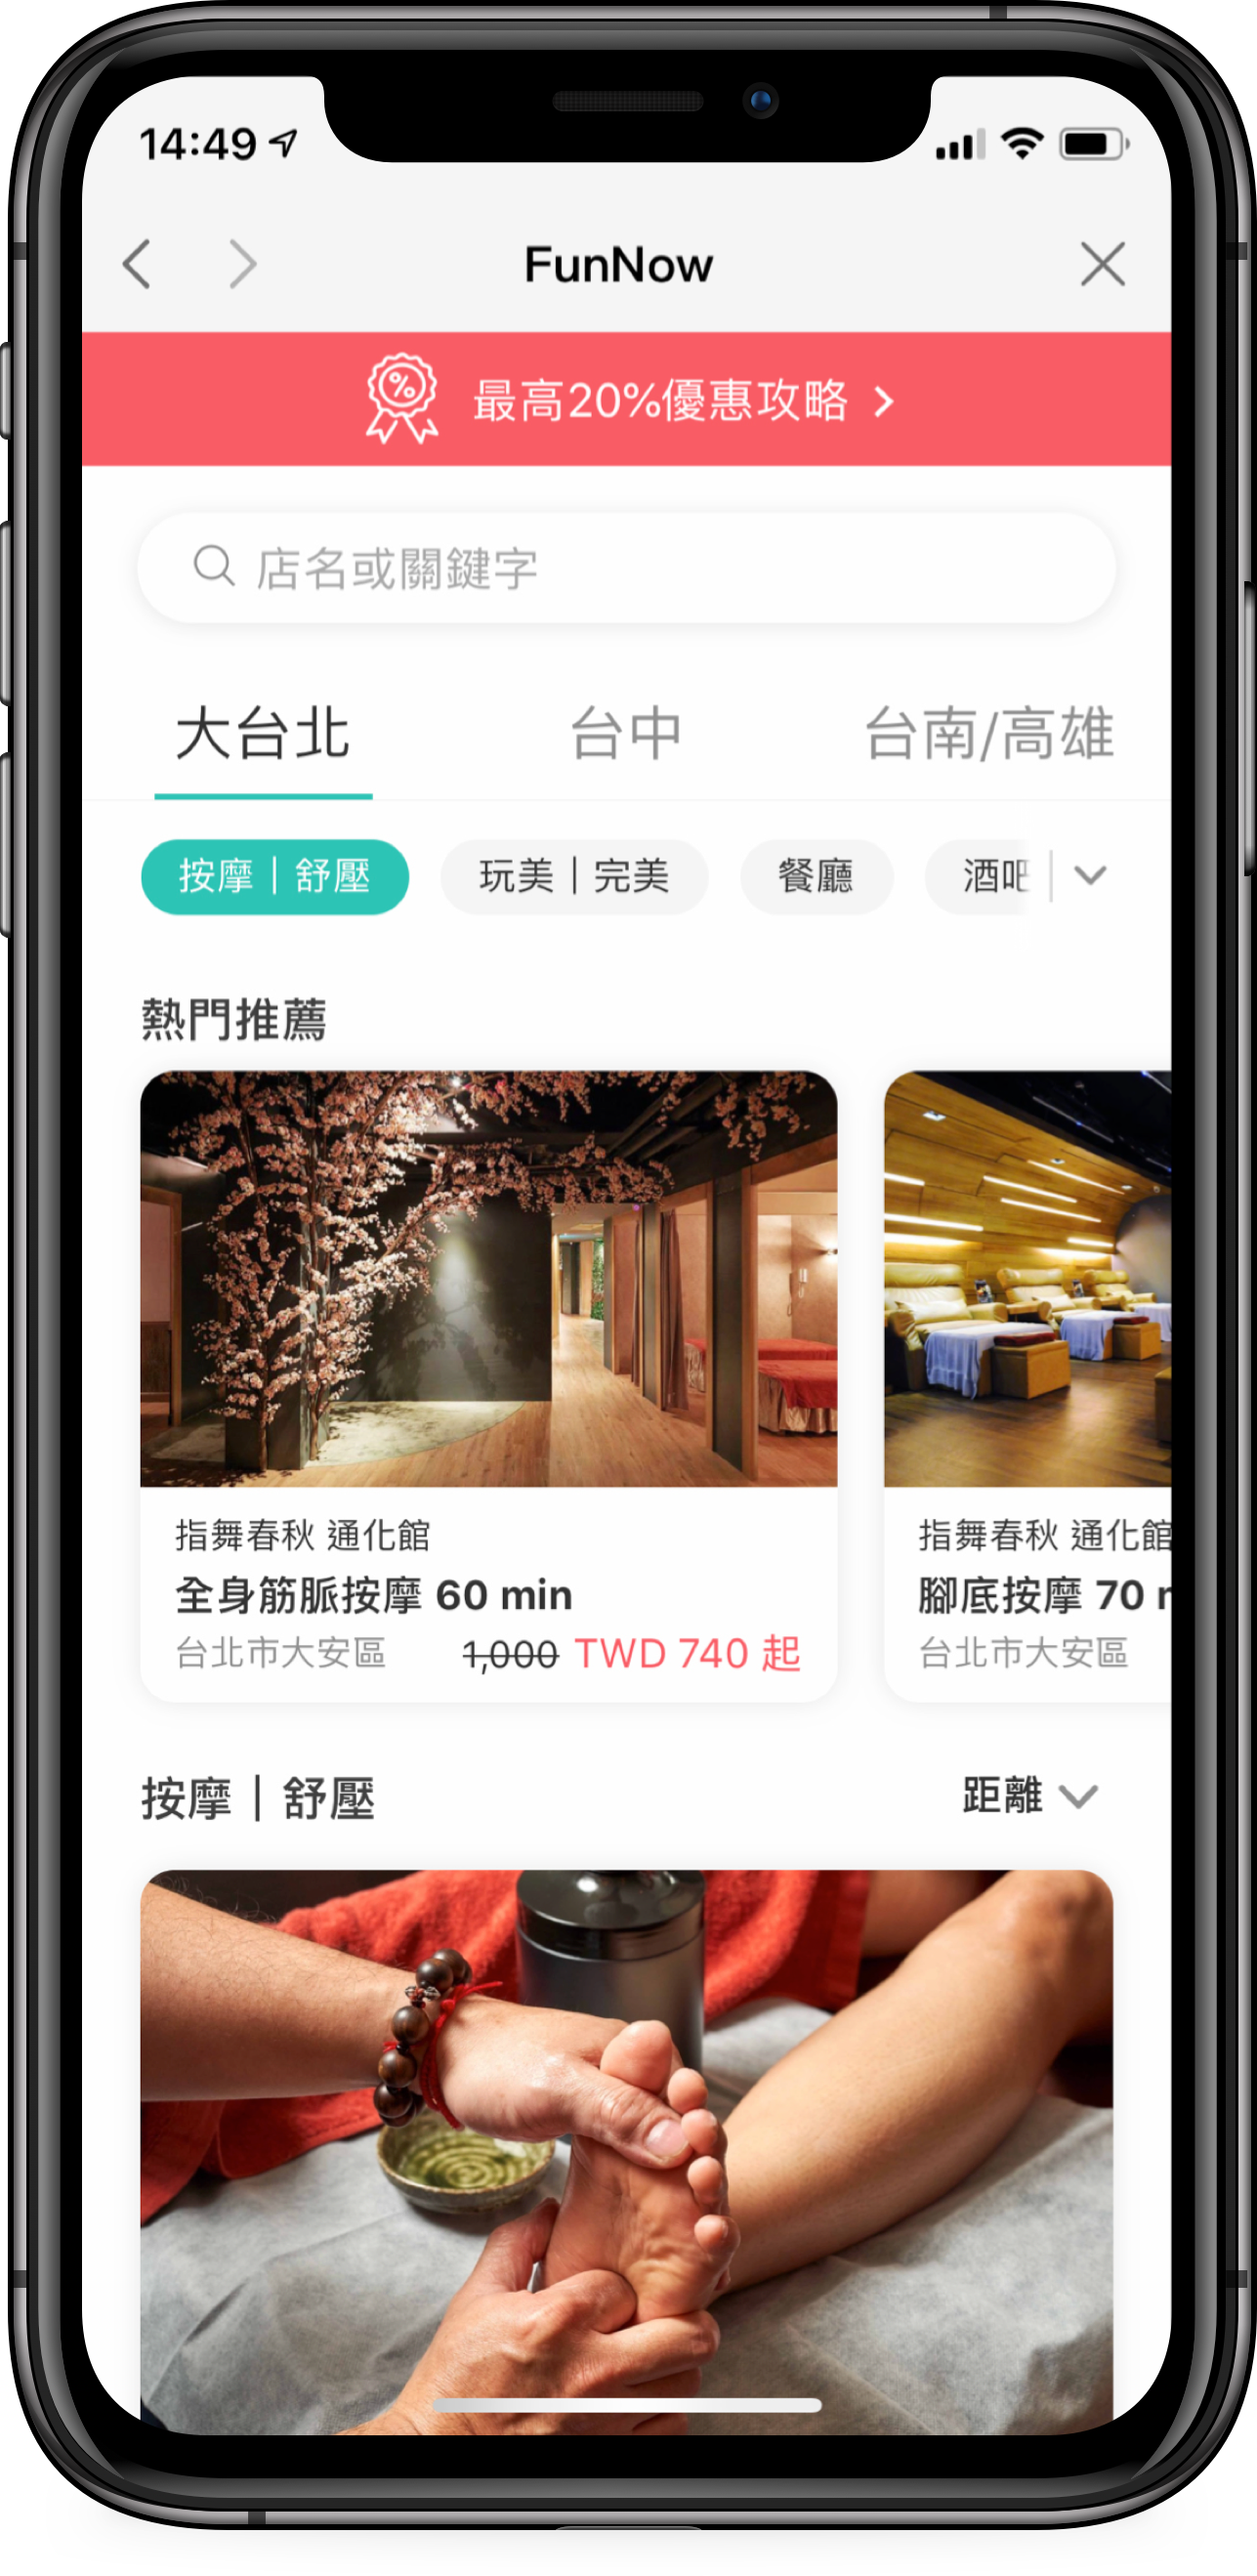 14:49
FunNow
最高20%優惠攻略
店名或關鍵字
大台北 台中 台南/高雄
按摩｜舒壓 玩美｜完美 餐廳 酒吧
熱門推薦
指舞春秋 通化館
全身筋脈按摩 60 min
台北市大安區 1,000 TWD 740 起
指舞春秋 通化館
腳底按摩 70
台北市大安區
按摩｜舒壓 距離